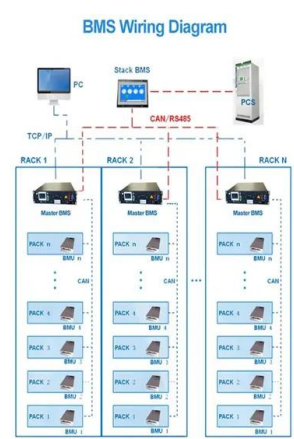 BMS Wiring Diagram
PC
Stack BMS
PCS
CAN/RS485
TCP/IP
RACK 1
RACK 2
RACK N
Master BMS
Master BMS
Master BMS
PACK n
BMU n
PACK n
BMU n
PACK n
BMU n
CAN
CAN
CAN
...
PACK 4
BMU 4
PACK 4
BMU 4
PACK 4
BMU 4
PACK 3
BMU 3
PACK 3
BMU 3
PACK 3
BMU 3
PACK 2
BMU 2
PACK 2
BMU 2
PACK 2
BMU 2
PACK 1
BMU 1
PACK 1
BMU 1
PACK 1
BMU 1